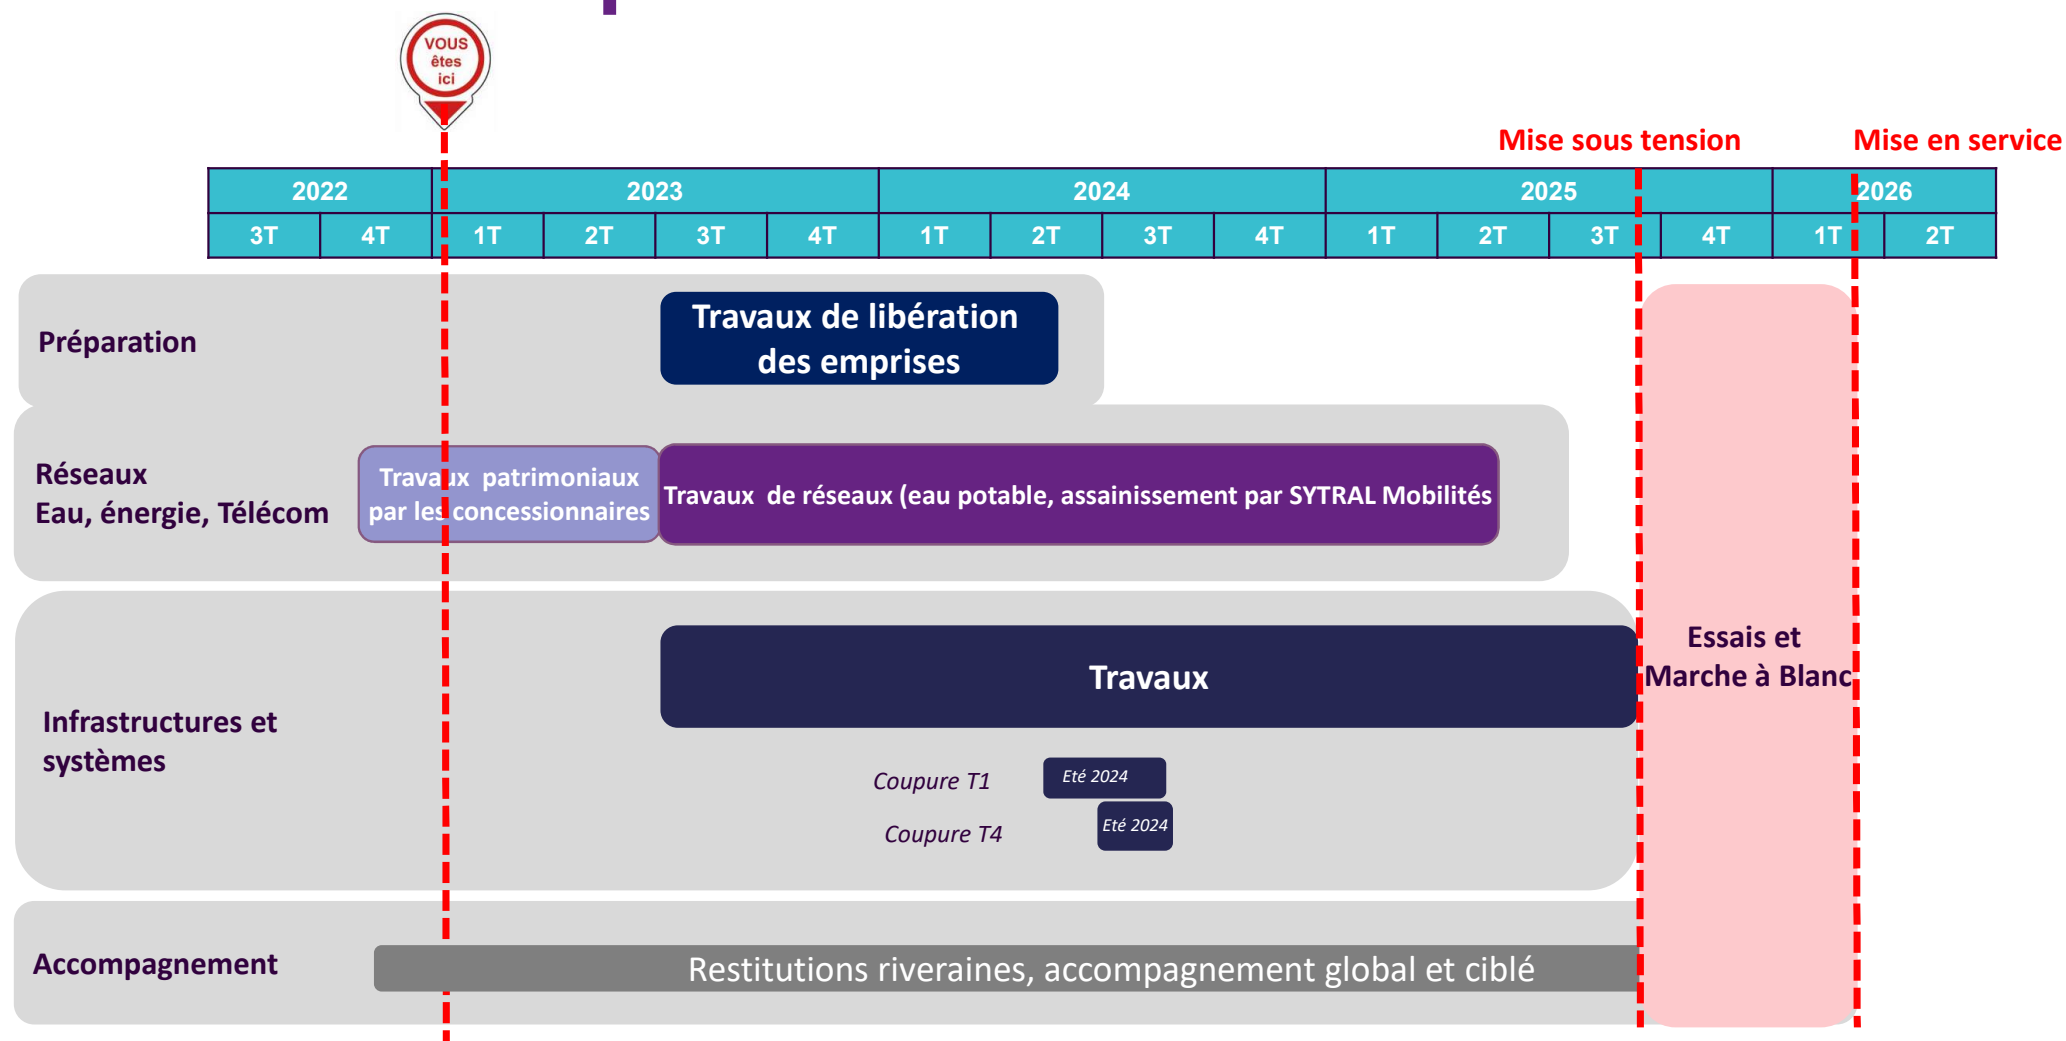 VOUS
êtes
ici
Mise sous tension
Mise en service
2022 2023 2024 2025 2026
3T 4T 1T 2T 3T 4T 1T 2T 3T 4T 1T 2T 3T 4T 1T 2T
Préparation
Travaux de libération
des emprises
Réseaux
Eau, énergie, Télécom
Travaux patrimoniaux
par les concessionnaires
Travaux de réseaux (eau potable, assainissement par SYTRAL Mobilités
Infrastructures et
systèmes
Travaux
Essais et
Marche à Blanc
Coupure T1
Eté 2024
Coupure T4
Eté 2024
Accompagnement
Restitutions riveraines, accompagnement global et ciblé